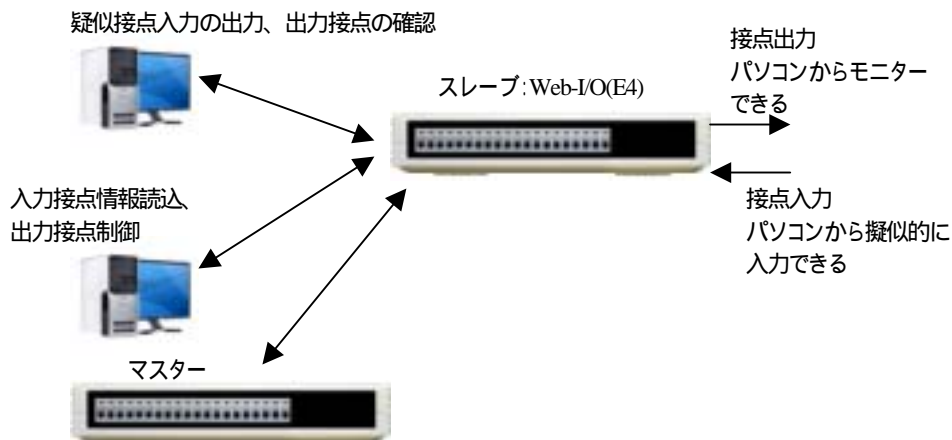 疑似接点入力の出力、出力接点の確認
スレーブ:Web-I/O(E4)
接点出力
パソコンからモニター
できる
入力接点情報読込、
出力接点制御
接点入力
パソコンから擬似的に
入力できる
マスター